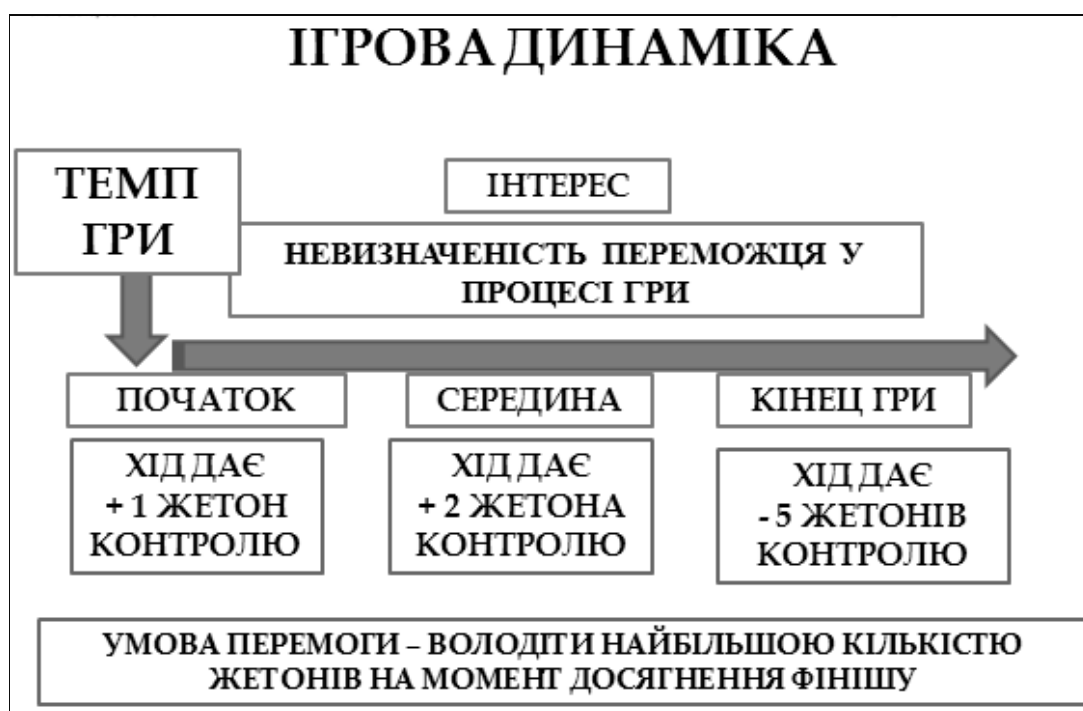 ІГРОВА ДИНАМІКА
ТЕМП
ГРИ
ІНТЕРЕС
НЕВИЗНАЧЕНІСТЬ ПЕРЕМОЖЦЯ У
ПРОЦЕСІ ГРИ
ПОЧАТОК
СЕРЕДИНА
КІНЕЦ ГРИ
ХІД ДАЄ
+ 1 ЖЕТОН
КОНТРОЛЮ
ХІД ДАЄ
+ 2 ЖЕТОНА
КОНТРОЛЮ
ХІД ДАЄ
- 5 ЖЕТОНІВ
КОНТРОЛЮ
УМОВА ПЕРЕМОГИ – ВОЛОДІТИ НАЙБІЛЬШОЮ КІЛЬКІСТЮ
ЖЕТОНІВ НА МОМЕНТ ДОСЯГНЕННЯ ФІНІШУ